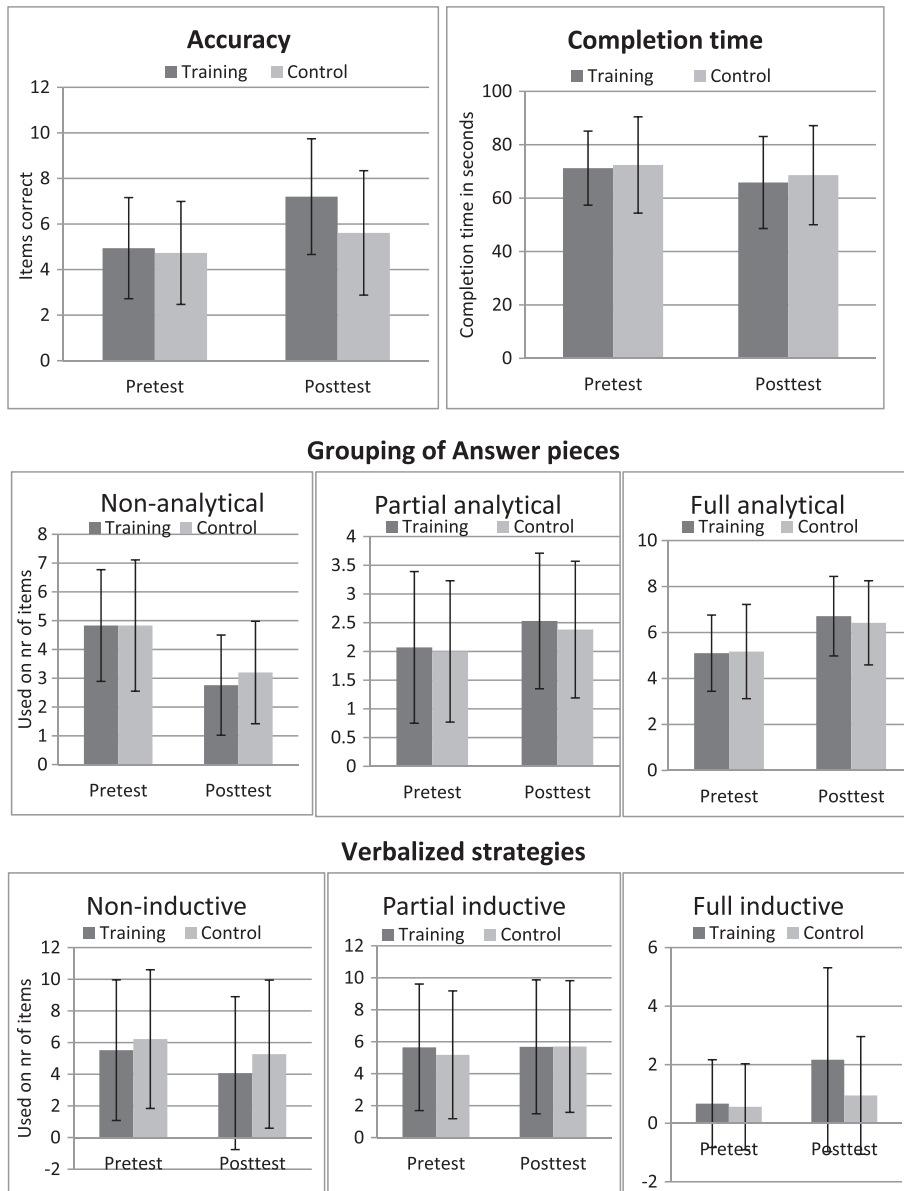 Accuracy
Training Control
12
10
8
6
4
2
0
Items correct
Pretest Posttest
Completion time
Training Control
100
80
60
40
20
0
Completion time in seconds
Pretest Posttest
Grouping of Answer pieces
Non-analytical
Training Control
8
7
6
5
4
3
2
1
0
Used on nr of items
Pretest Posttest
Partial analytical
Training Control
4
3.5
3
2.5
2
1.5
1
0.5
0
Pretest Posttest
Full analytical
Training Control
10
8
6
4
2
0
Pretest Posttest
Verbalized strategies
Non-inductive
Training Control
12
10
8
6
4
2
0
-2
Used on nr of items
Pretest Posttest
Partial inductive
Training Control
12
10
8
6
4
2
0
Pretest Posttest
Full inductive
Training Control
6
4
2
0
-2
Pretest Posttest